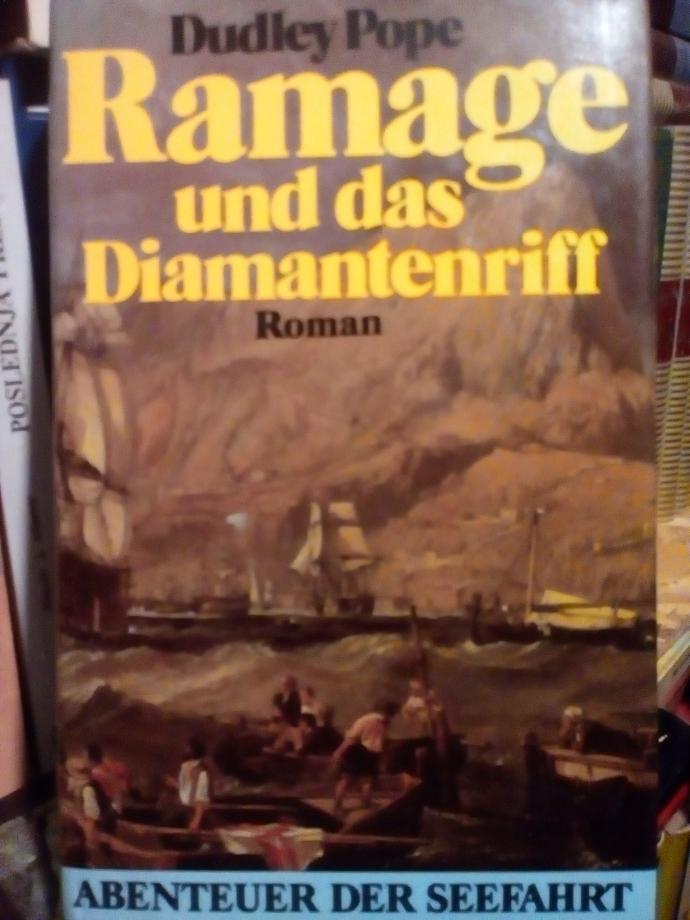 Dudley Pope
Ramage
und das
Diamantenriff
Roman
ABENTEUER DER SEEFAHRT
POSLEDNJA